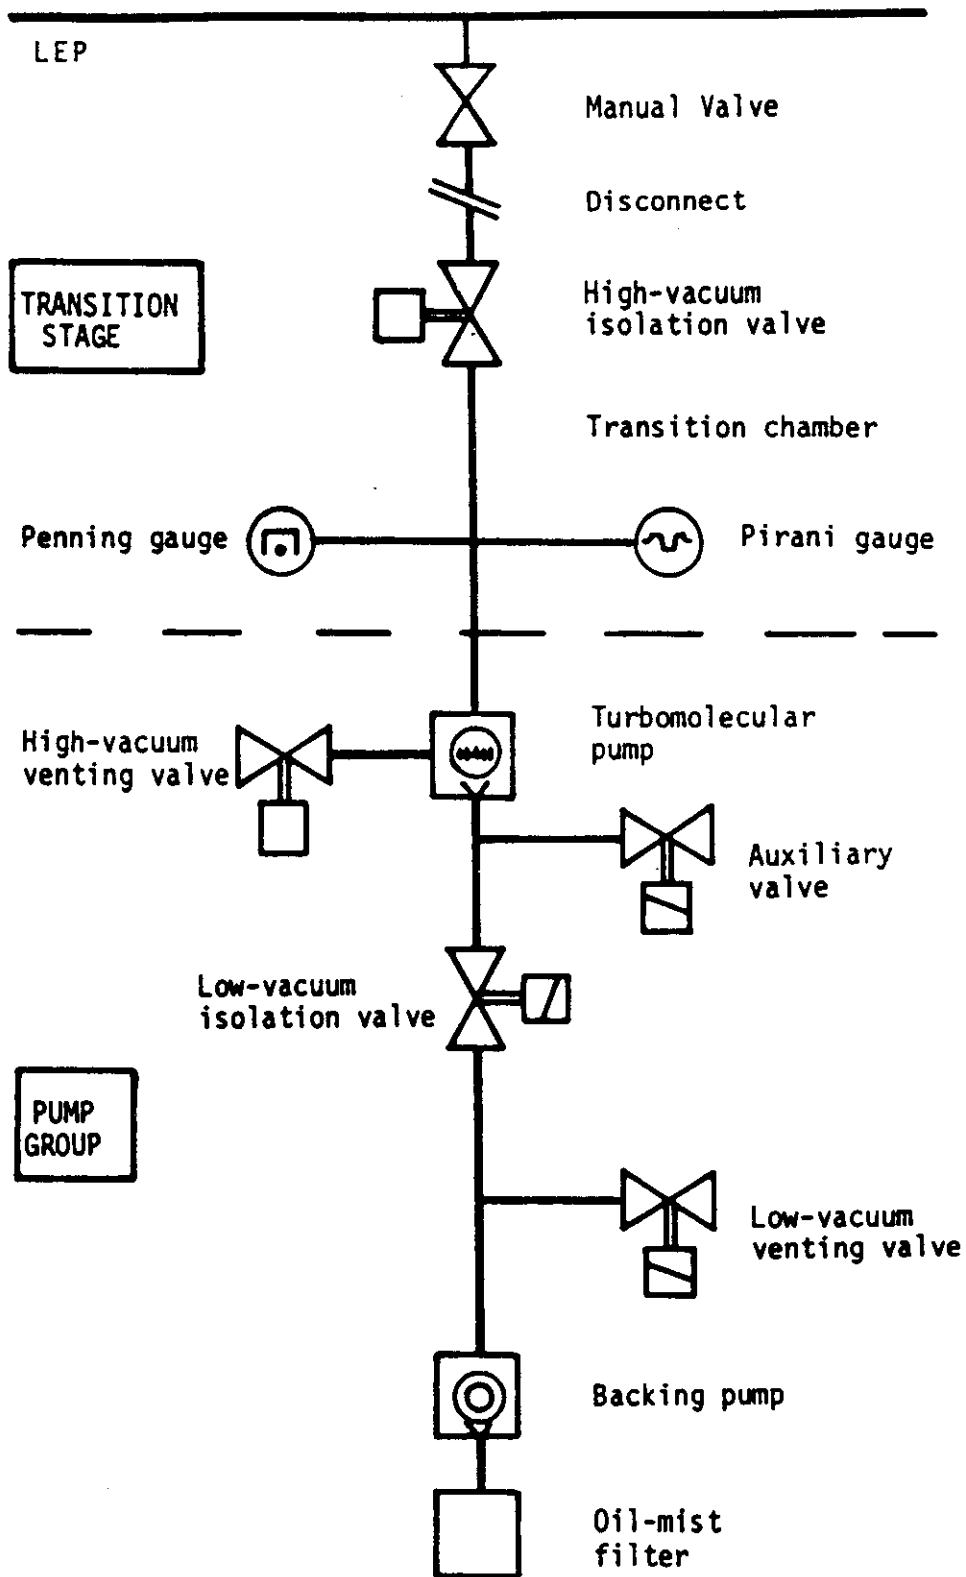 LEP
Manual Valve
Disconnect
TRANSITION
STAGE
High-vacuum
isolation valve
Transition chamber
Penning gauge
Pirani gauge
High-vacuum
venting valve
Turbomolecular
pump
Auxiliary
valve
Low-vacuum
isolation valve
PUMP
GROUP
Low-vacuum
venting valve
Backing pump
Oil-mist
filter